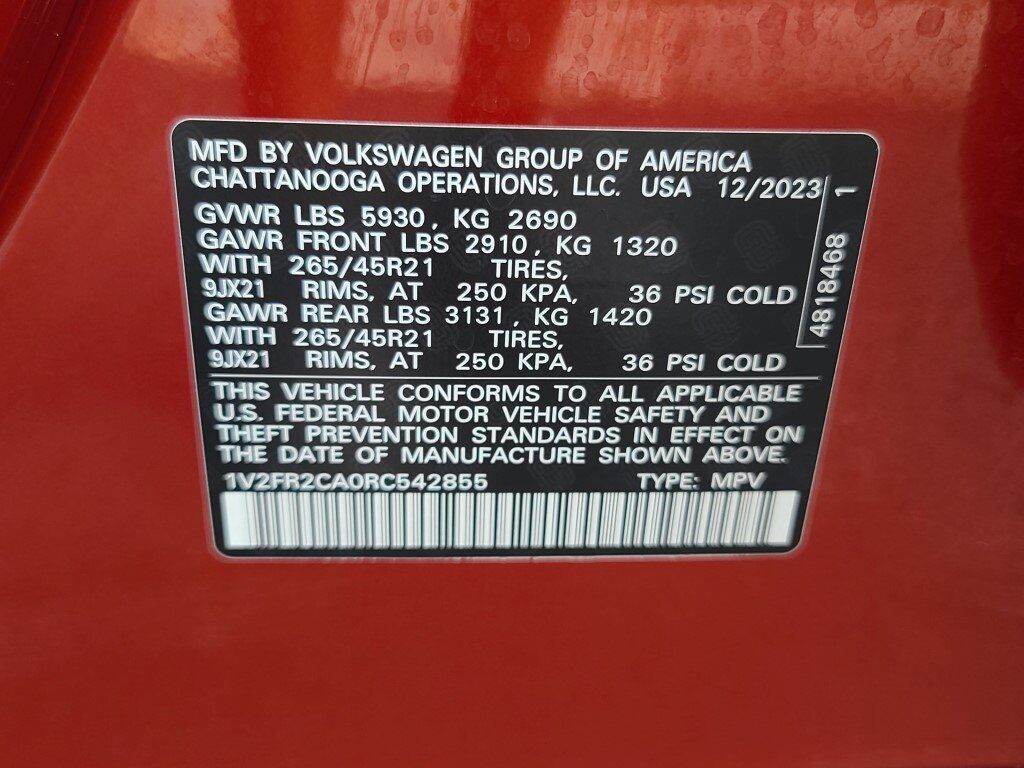 MFD BY VOLKSWAGEN GROUP OF AMERICA
CHATTANOOGA OPERATIONS, LLC. USA 12/2023
GVWR LBS 5930, KG 2690
GAWR FRONT LBS 2910, KG 1320
WITH 265/45R21 TIRES,
9JX21 RIMS, AT 250 KPA, 36 PSI COLD
GAWR REAR LBS 3131, KG 1420
WITH 265/45R21 TIRES,
9JX21 RIMS, AT 250 KPA, 36 PSI COLD
4818468 1
THIS VEHICLE CONFORMS TO ALL APPLICABLE
U.S. FEDERAL MOTOR VEHICLE SAFETY AND
THEFT PREVENTION STANDARDS IN EFFECT ON
THE DATE OF MANUFACTURE SHOWN ABOVE.
1V2FR2CA0RC542855 TYPE: MPV